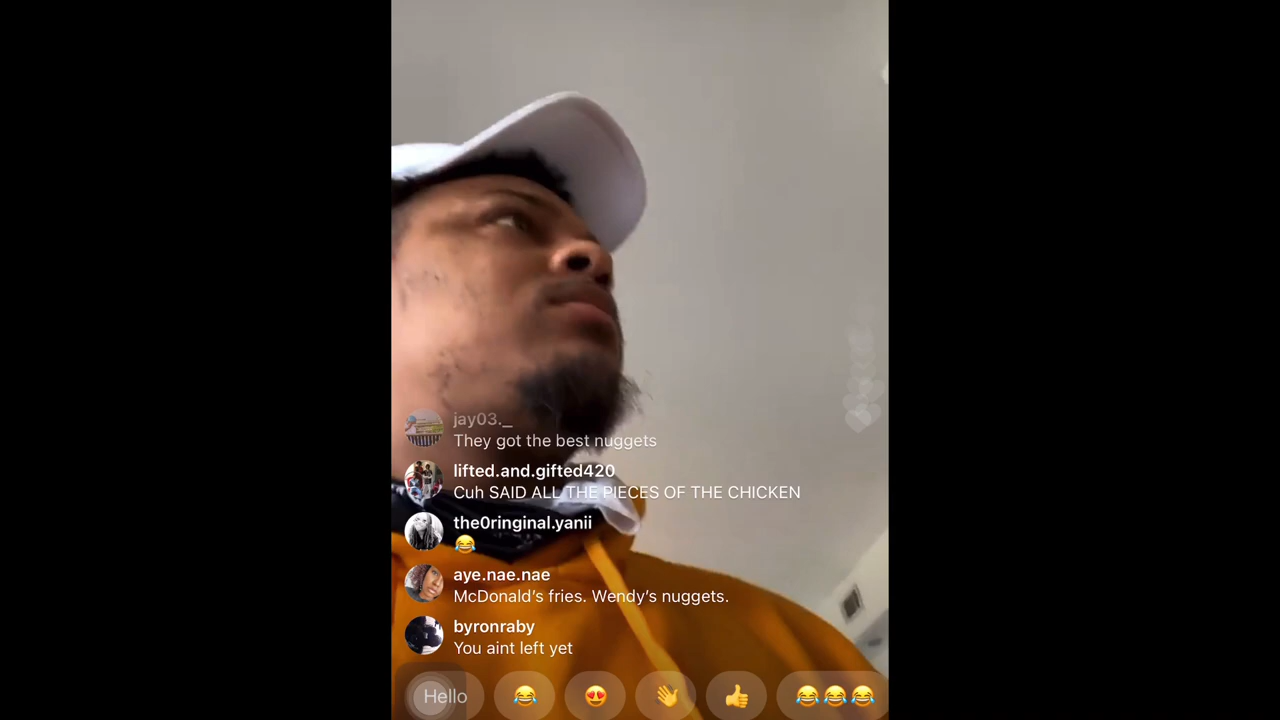 jay03._
They got the best nuggets
lifted.and.gifted420
Cuh SAID ALL THE PIECES OF THE CHICKEN
the0ringinal.yanii
😂
aye.nae.nae
McDonald's fries. Wendy's nuggets.
byronraby
You aint left yet
Hello 😂 😍 👋 👍 😂😂😂